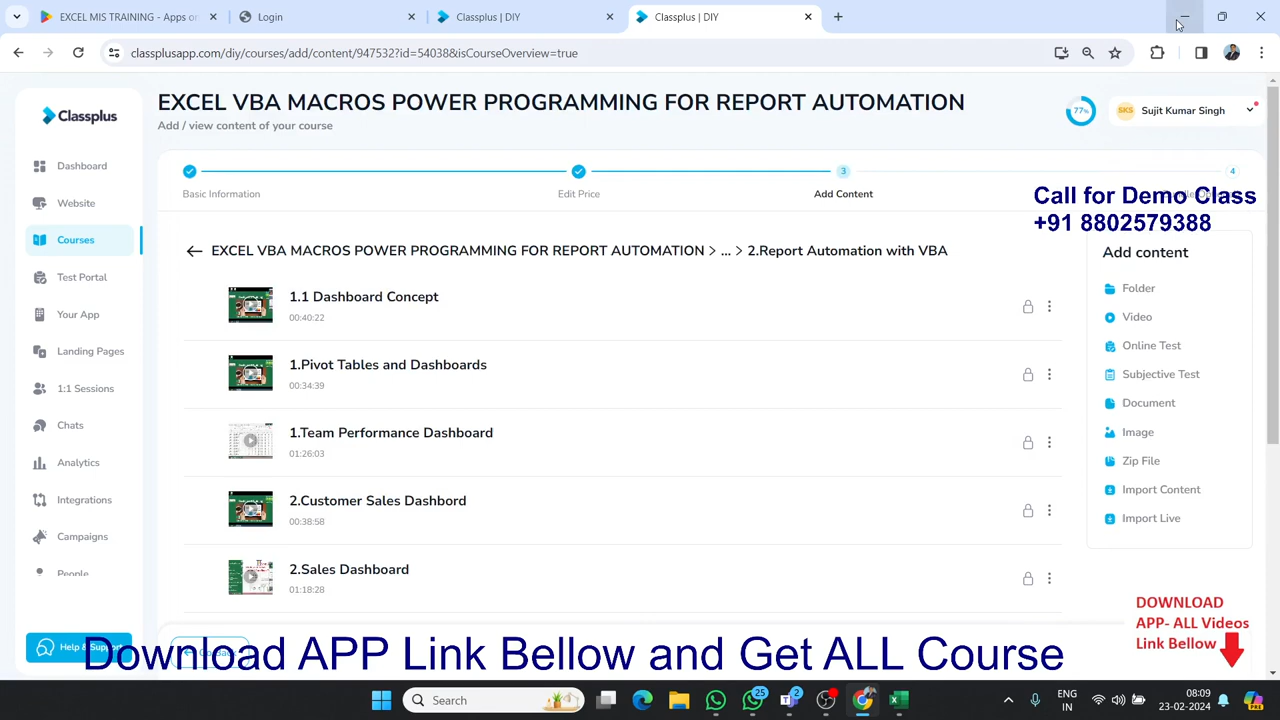 EXCEL MIS TRAINING - Apps or
Login
Classplus | DIY
Classplus | DIY
classplusapp.com/diy/courses/add/content/947532?id=54038&isCourseOverview=true
Classplus
EXCEL VBA MACROS POWER PROGRAMMING FOR REPORT AUTOMATION
Add / view content of your course
77%
SKS
Sujit Kumar Singh
Dashboard
Website
Courses
Test Portal
Your App
Landing Pages
1:1 Sessions
Chats
Analytics
Integrations
Campaigns
People
Basic Information
Edit Price
3
Add Content
4
Call for Demo Class
+91 8802579388
EXCEL VBA MACROS POWER PROGRAMMING FOR REPORT AUTOMATION > ... > 2.Report Automation with VBA
1.1 Dashboard Concept
00:40:22
1.Pivot Tables and Dashboards
00:34:39
1.Team Performance Dashboard
01:26:03
2.Customer Sales Dashbord
00:38:58
2.Sales Dashboard
01:18:28
Add content
Folder
Video
Online Test
Subjective Test
Document
Image
Zip File
Import Content
Import Live
DOWNLOAD
APP- ALL Videos
Link Bellow
Help & Support
Download APP Link Bellow and Get ALL Course
Search
25
2
ENG
IN
08:09
23-02-2024